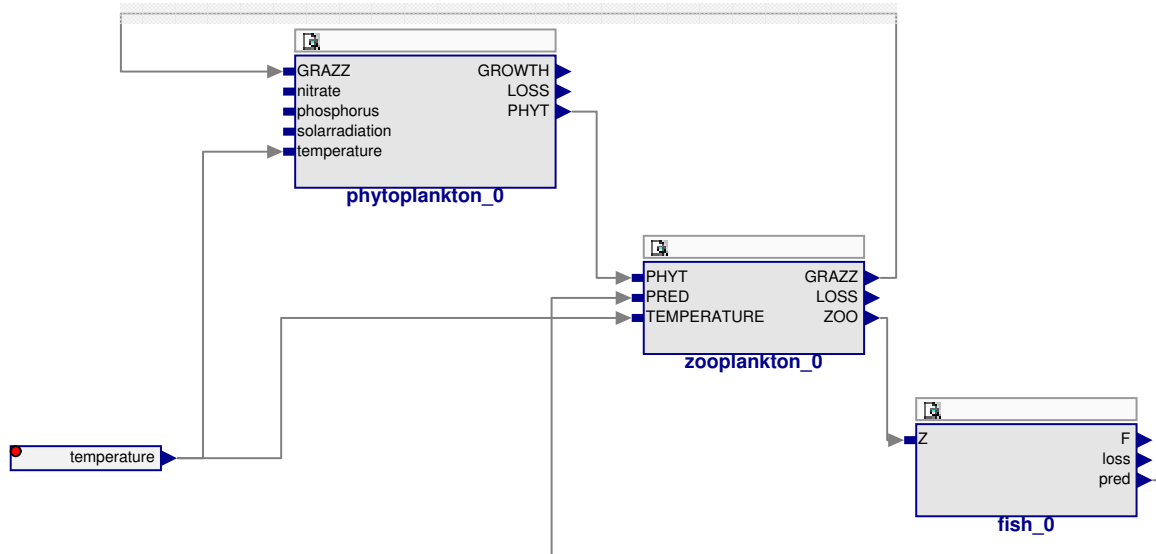 GRAZZ GROWTH
nitrate LOSS
phosphorus PHYT
solarradiation
temperature
phytoplankton_0
PHYT GRAZZ
PRED LOSS
TEMPERATURE ZOO
zooplankton_0
temperature
Z F
loss
pred
fish_0